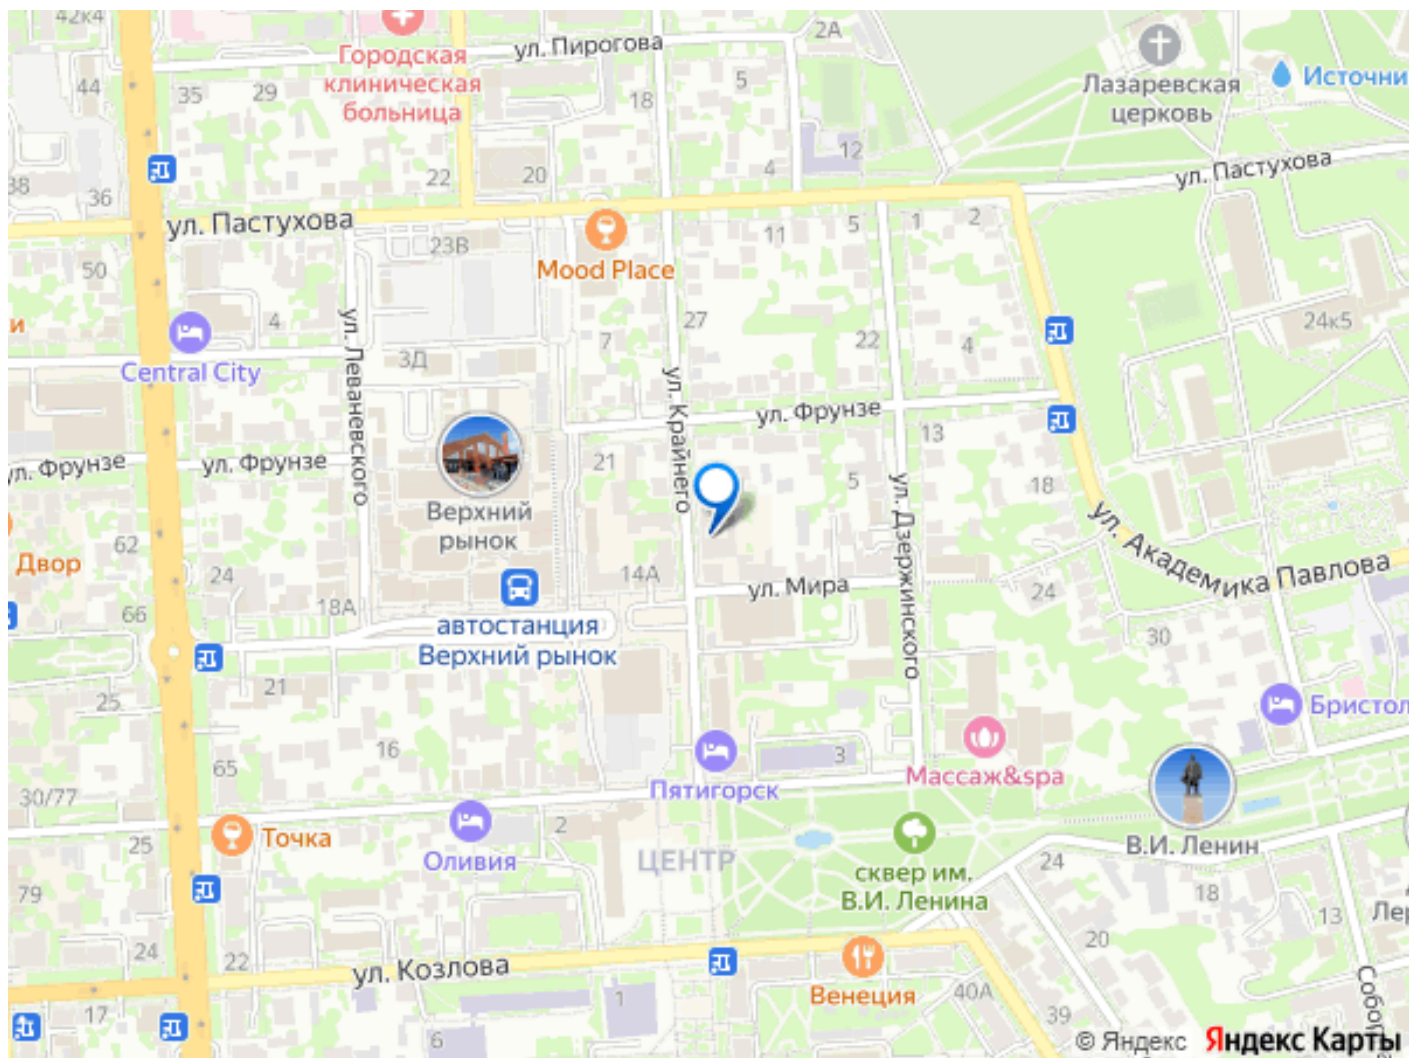 42к4
ул. Пирогова
2А
Городская
клиническая
больница
44
35
29
18
5
Лазаревская
церковь
Источни
12
38
36
22
20
4
ул. Пастухова
ул. Пастухова
23В
Mood Place
11
5
1
2
50
и
4
ул. Леваневского
3Д
7
27
22
4
24к5
Central City
ул. Крайнего
ул. Фрунзе
13
ул. Фрунзе
ул. Фрунзе
21
5
18
Верхний
рынок
ул. Дзержинского
ул. Академика Павлова
62
Двор
24
14А
ул. Мира
24
66
18А
автостанция
Верхний рынок
30
21
25
Бристол
16
3
65
Пятигорск
Массаж&spa
30/77
Точка
25
Оливия
2
ЦЕНТР
сквер им.
В.И. Ленина
В.И. Ленин
24
18
79
13
Лер
20
24
22
ул. Козлова
Венеция
40А
1
39
17
6
Собор
© Яндекс Яндекс Карты